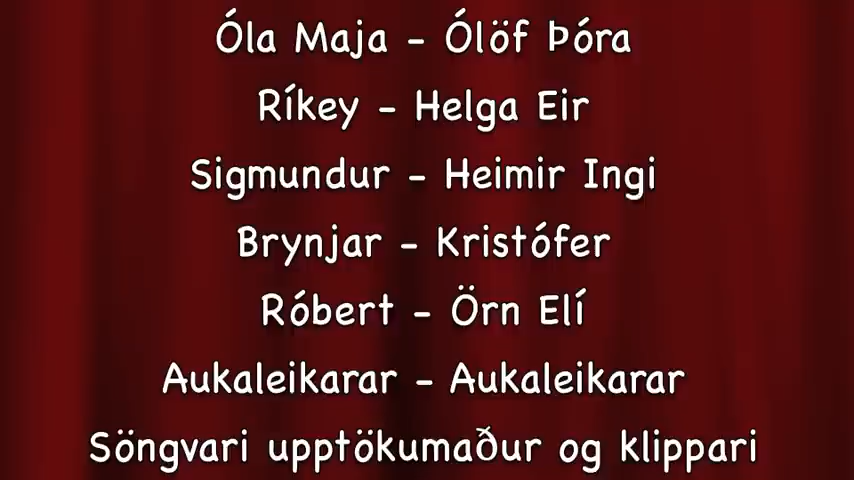 Óla Maja - Ólöf Þóra
Ríkey - Helga Eir
Sigmundur - Heimir Ingi
Brynjar - Kristófer
Róbert - Örn Elí
Aukaleikarar - Aukaleikarar
Söngvari upptökumaður og klippari